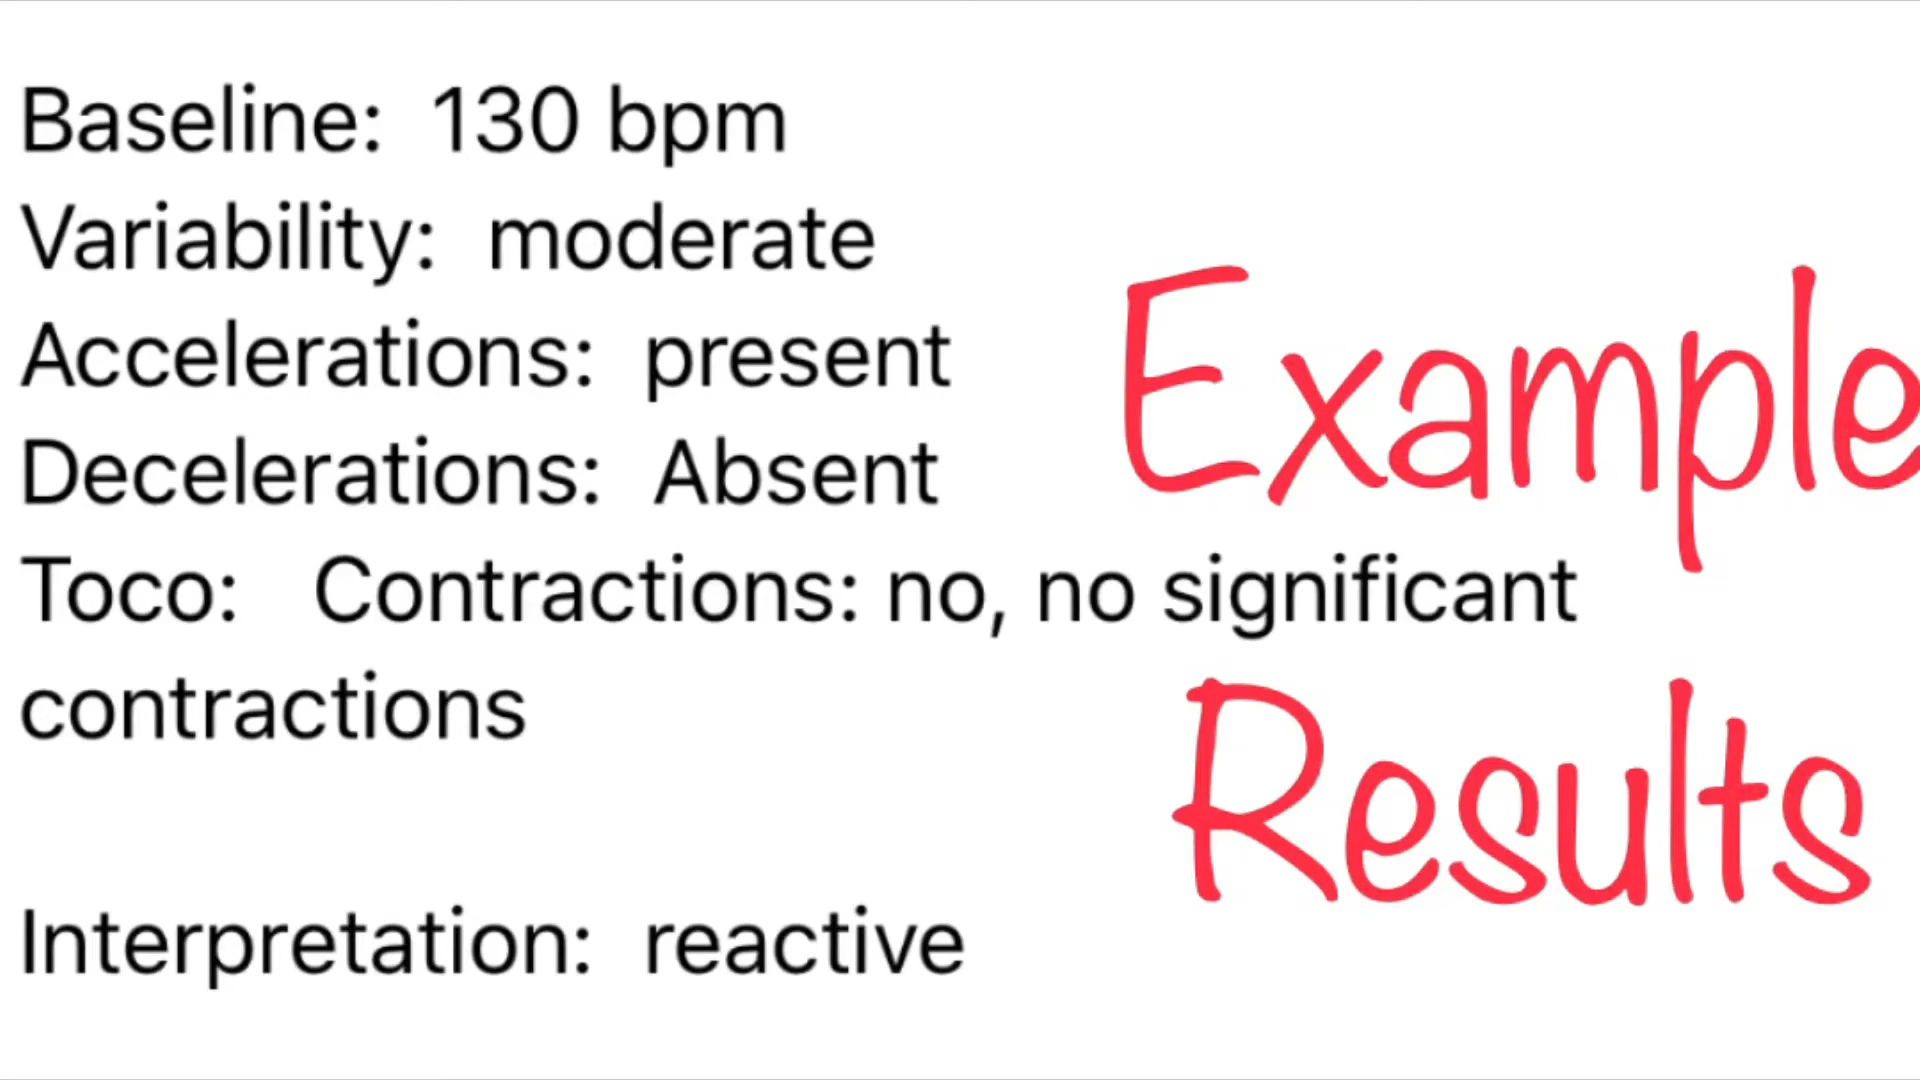 Baseline: 130 bpm
Variability: moderate
Accelerations: present
Decelerations: Absent
Toco: Contractions: no, no significant
contractions
Interpretation: reactive
Example
Results